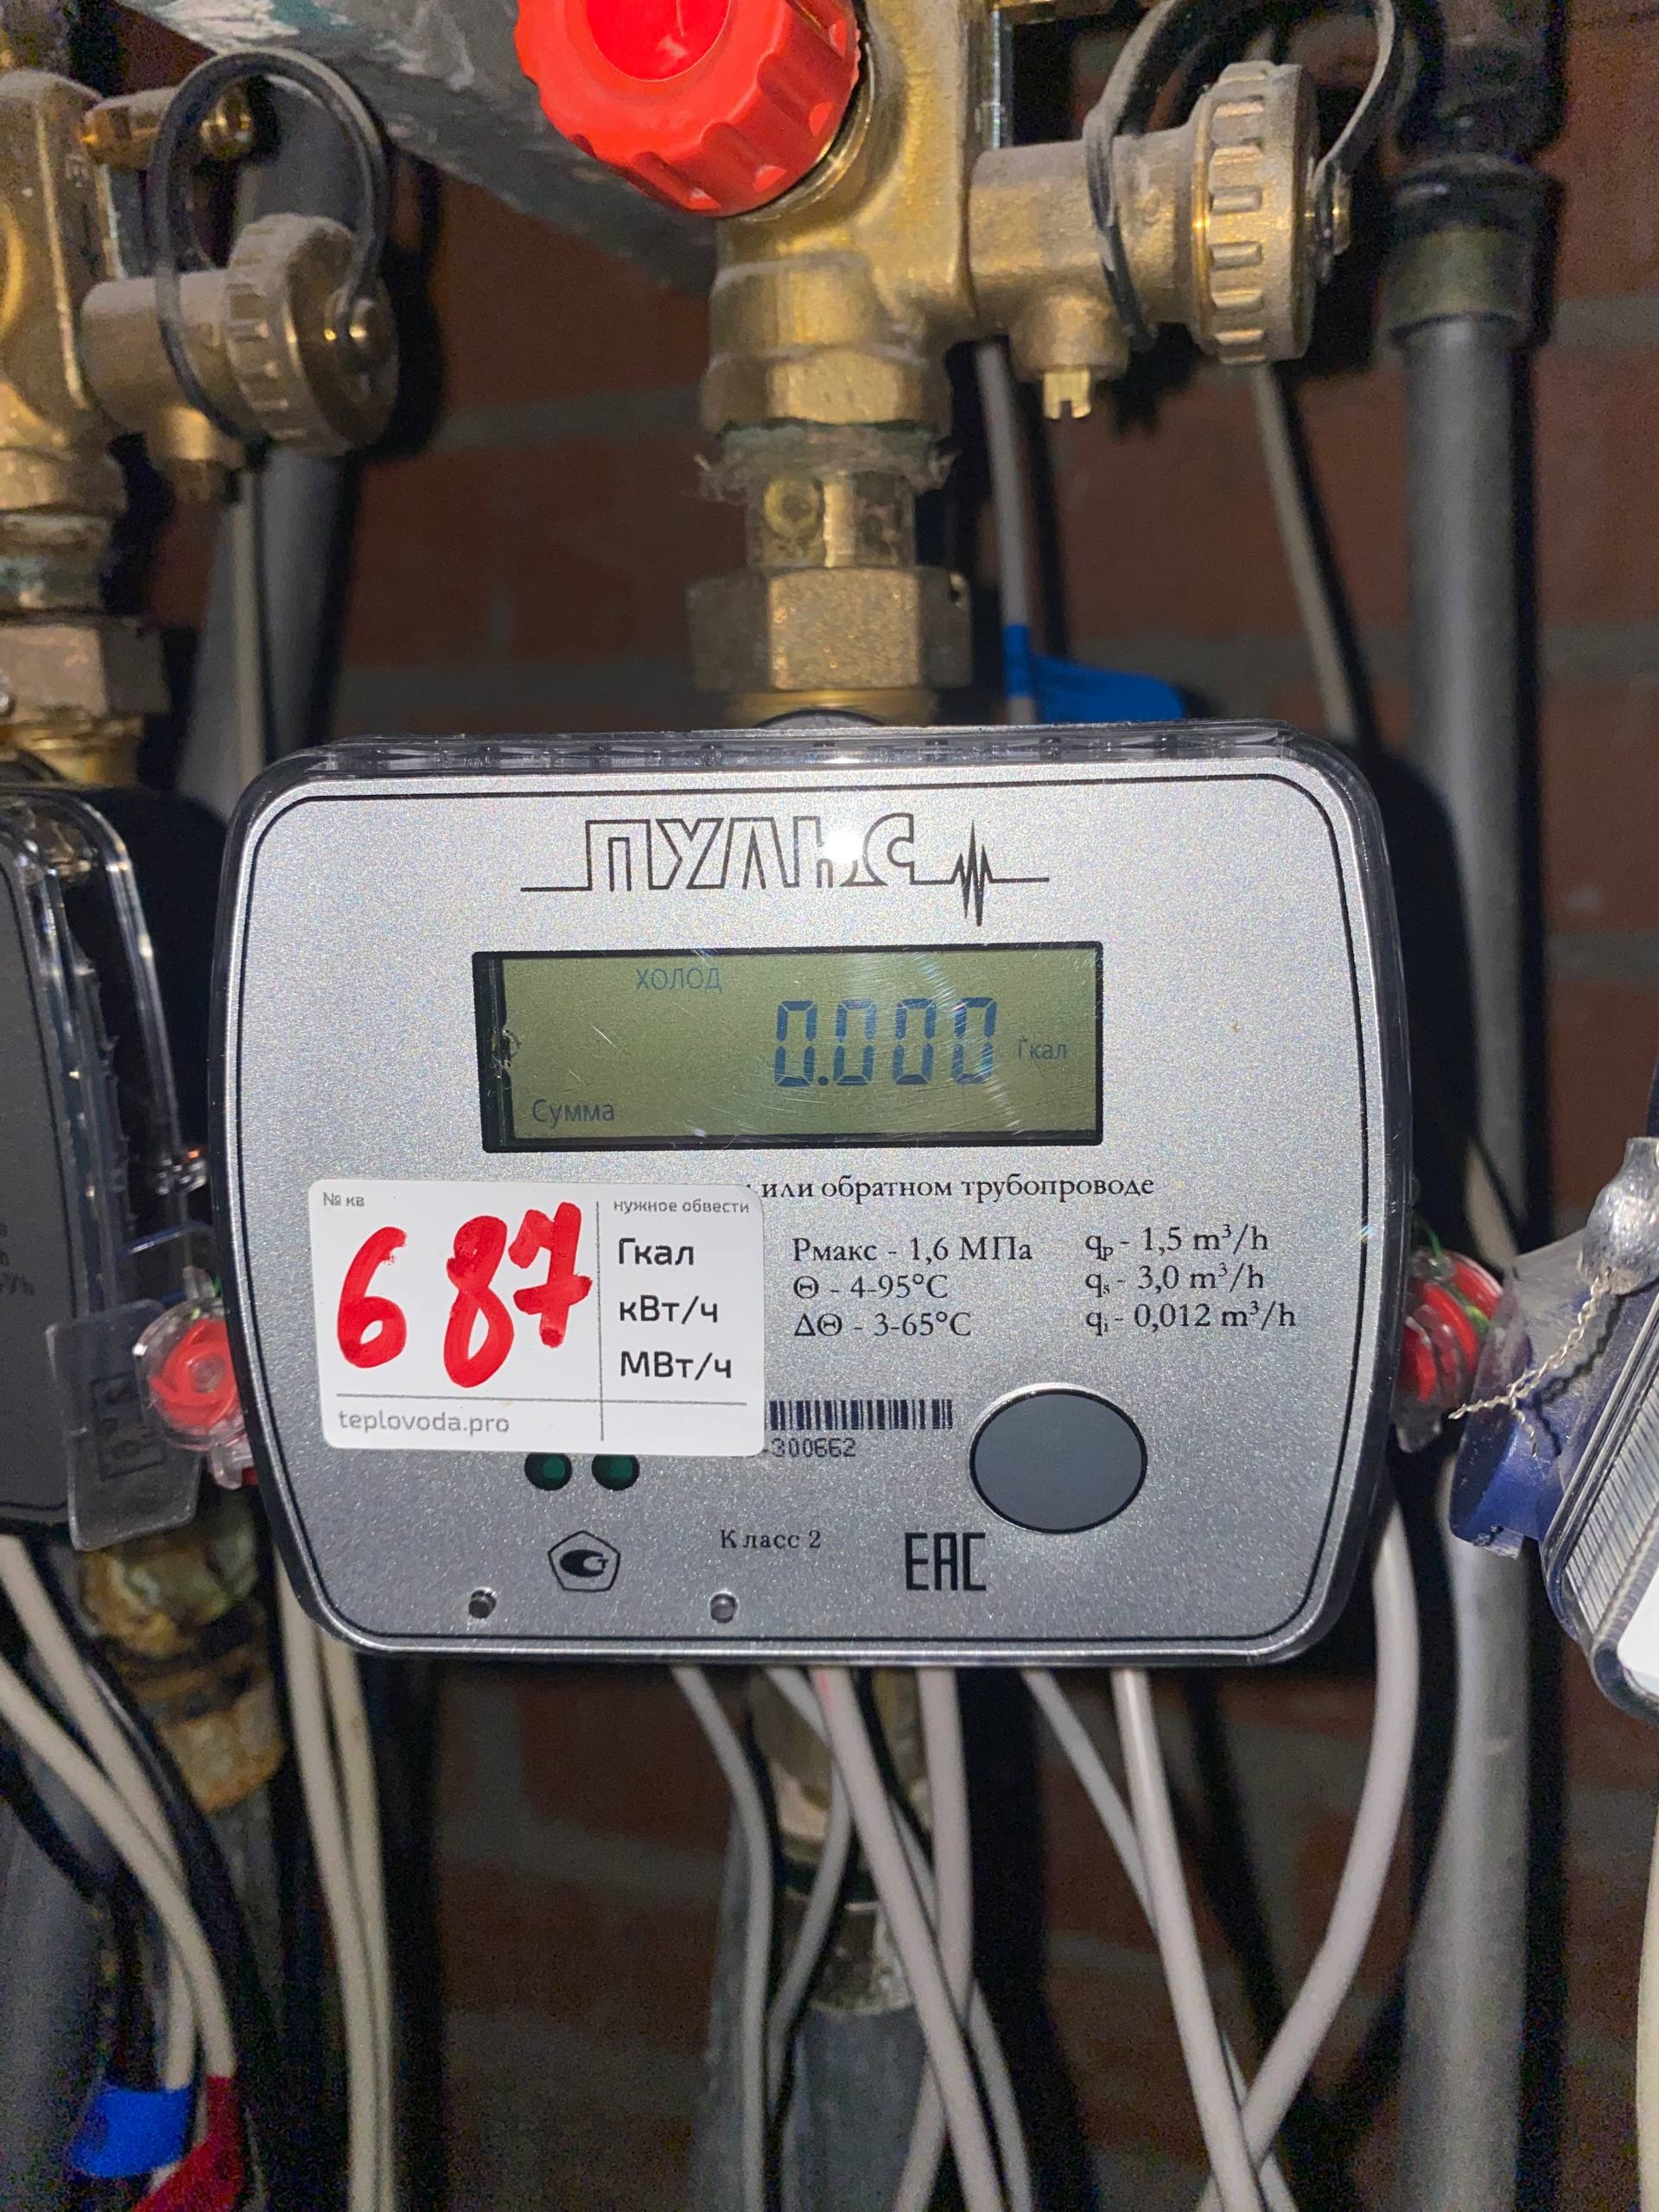 ПУЛЬС
ХОЛОД
0.000 Гкал
Сумма
или обратном трубопроводе
№ кв
687
нужное обвести
Гкал
кВт/ч
МВт/ч
teplovoda.pro
Рмакс - 1,6 МПа
Θ - 4-95°C
ΔΘ - 3-65°C
qp - 1,5 m³/h
qs - 3,0 m³/h
qi - 0,012 m³/h
-300662
Класс 2
EAC